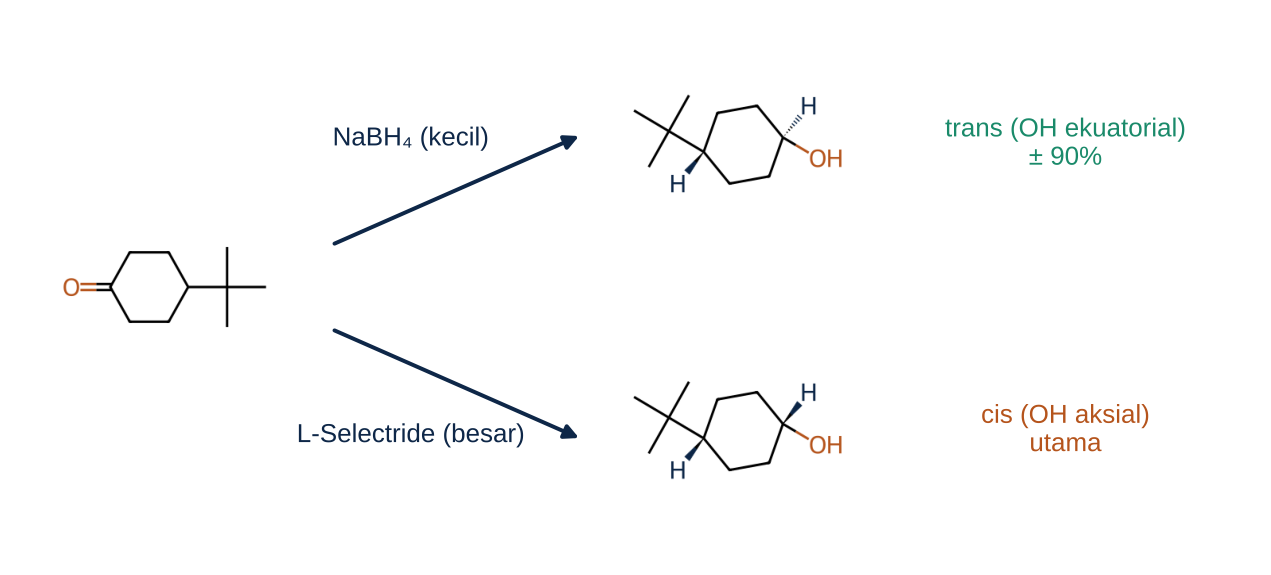 H
NaBH₄ (kecil)
OH
H
trans (OH ekuatorial)
± 90%
O
L-Selectride (besar)
H
OH
H
cis (OH aksial)
utama